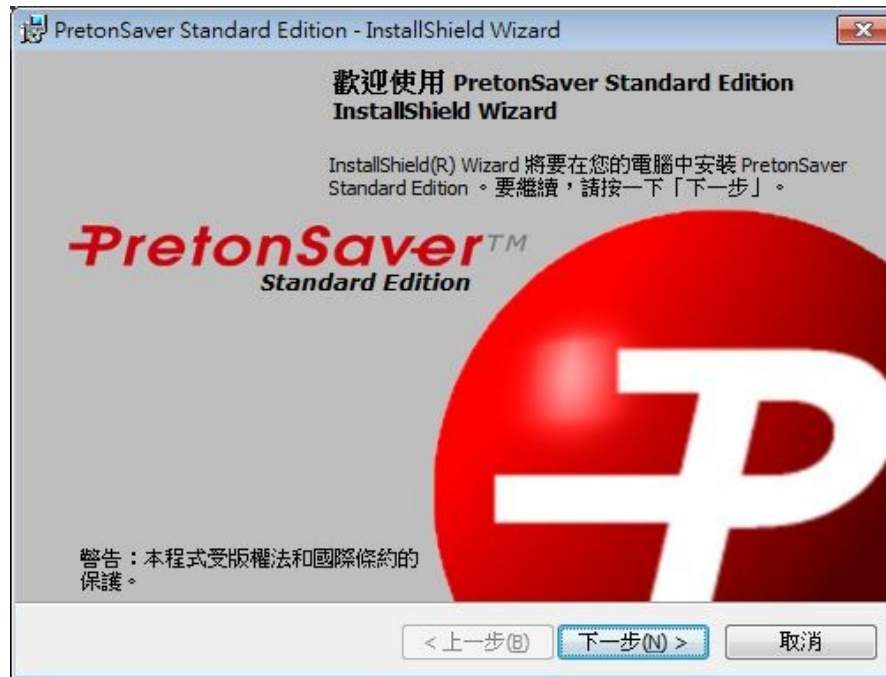 PretonSaver Standard Edition - InstallShield Wizard
歡迎使用 PretonSaver Standard Edition
InstallShield Wizard
InstallShield(R) Wizard 將要在您的電腦中安裝 PretonSaver
Standard Edition 。要繼續，請按一下「下一步」。
PretonSaver™
Standard Edition
警告：本程式受版權法和國際條約的
保護。
< 上一步(B) 下一步(N) > 取消